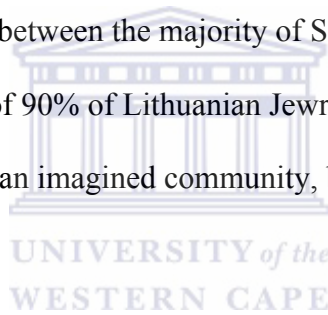 between the majority of S
of 90% of Lithuanian Jewr
an imagined community,
UNIVERSITY of the
WESTERN CAPE